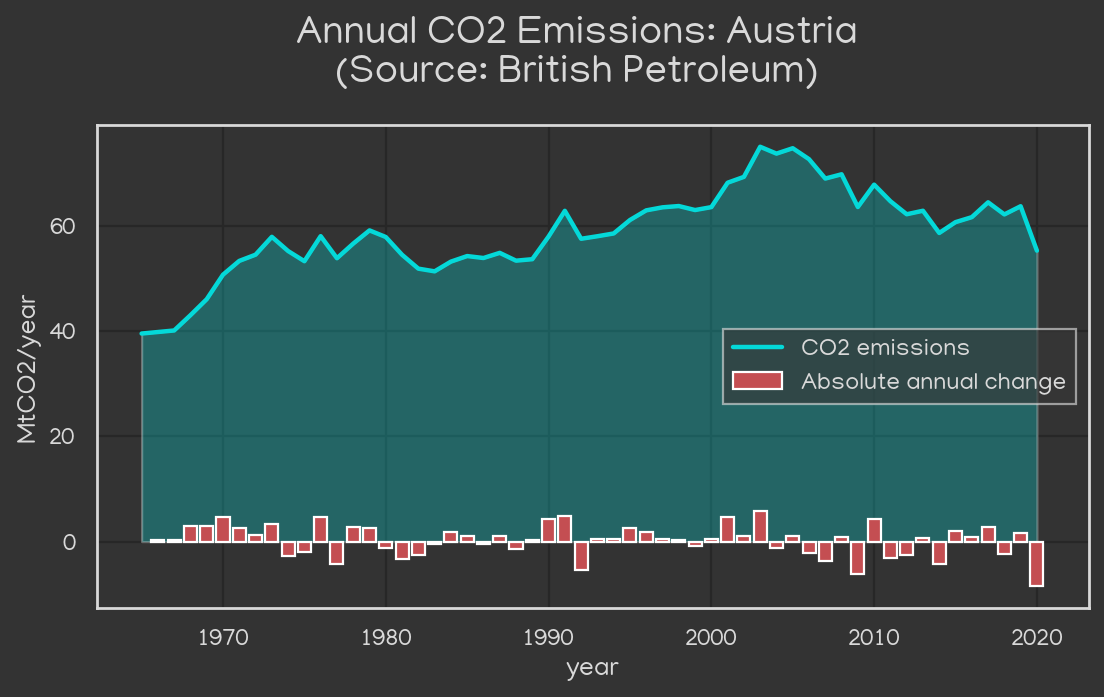 Annual CO2 Emissions: Austria
(Source: British Petroleum)
MtCO2/year
60
40
20
0
CO2 emissions
Absolute annual change
1970 1980 1990 2000 2010 2020
year